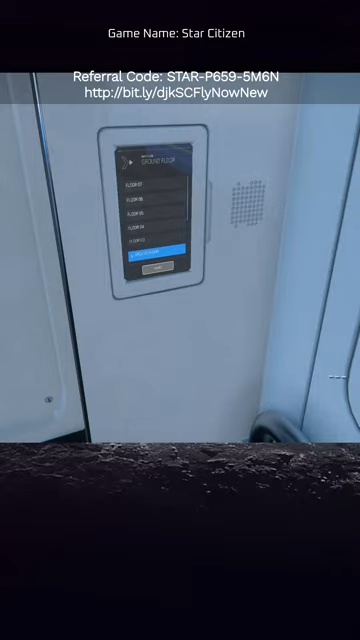 Game Name: Star Citizen
Referral Code: STAR-P659-5M6N
http://bit.ly/djkSCFlyNowNew
GROUND FLOOR
FLOOR 07
FLOOR 06
FLOOR 05
FLOOR 04
FLOOR 03